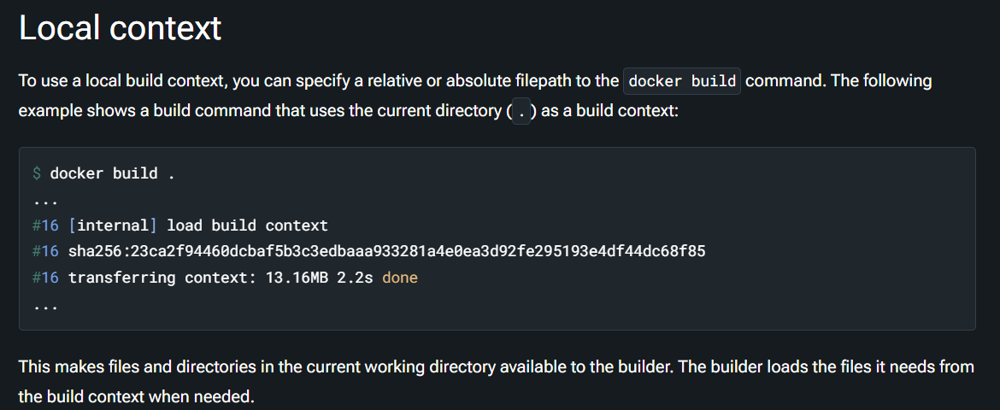 Local context
To use a local build context, you can specify a relative or absolute filepath to the docker build command. The following
example shows a build command that uses the current directory (.) as a build context:
$ docker build .
...
#16 [internal] load build context
#16 sha256:23ca2f94460dcbaf5b3c3edbaaa933281a4e0ea3d92fe295193e4df44dc68f85
#16 transferring context: 13.16MB 2.2s done
...
This makes files and directories in the current working directory available to the builder. The builder loads the files it needs from
the build context when needed.